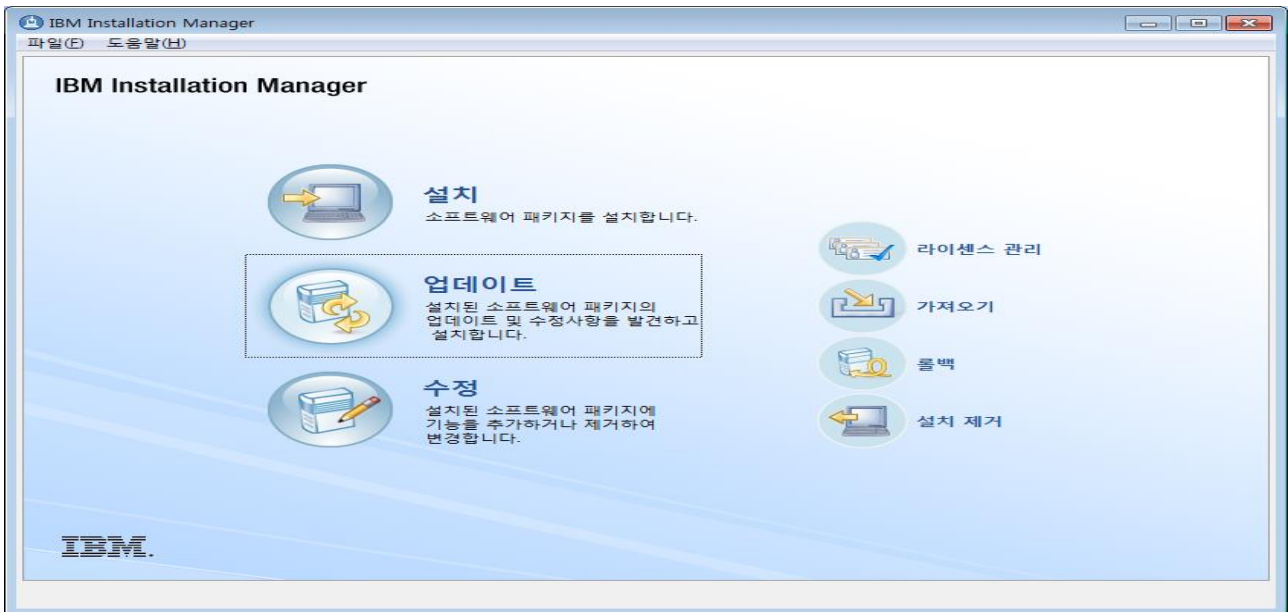 IBM Installation Manager
파일(F) 도움말(H)
IBM Installation Manager
설치
소프트웨어 패키지를 설치합니다.
업데이트
설치된 소프트웨어 패키지의
업데이트 및 수정사항을 발견하고
설치합니다.
수정
설치된 소프트웨어 패키지에
기능을 추가하거나 제거하여
변경합니다.
라이센스 관리
가져오기
롤백
설치 제거
IBM.